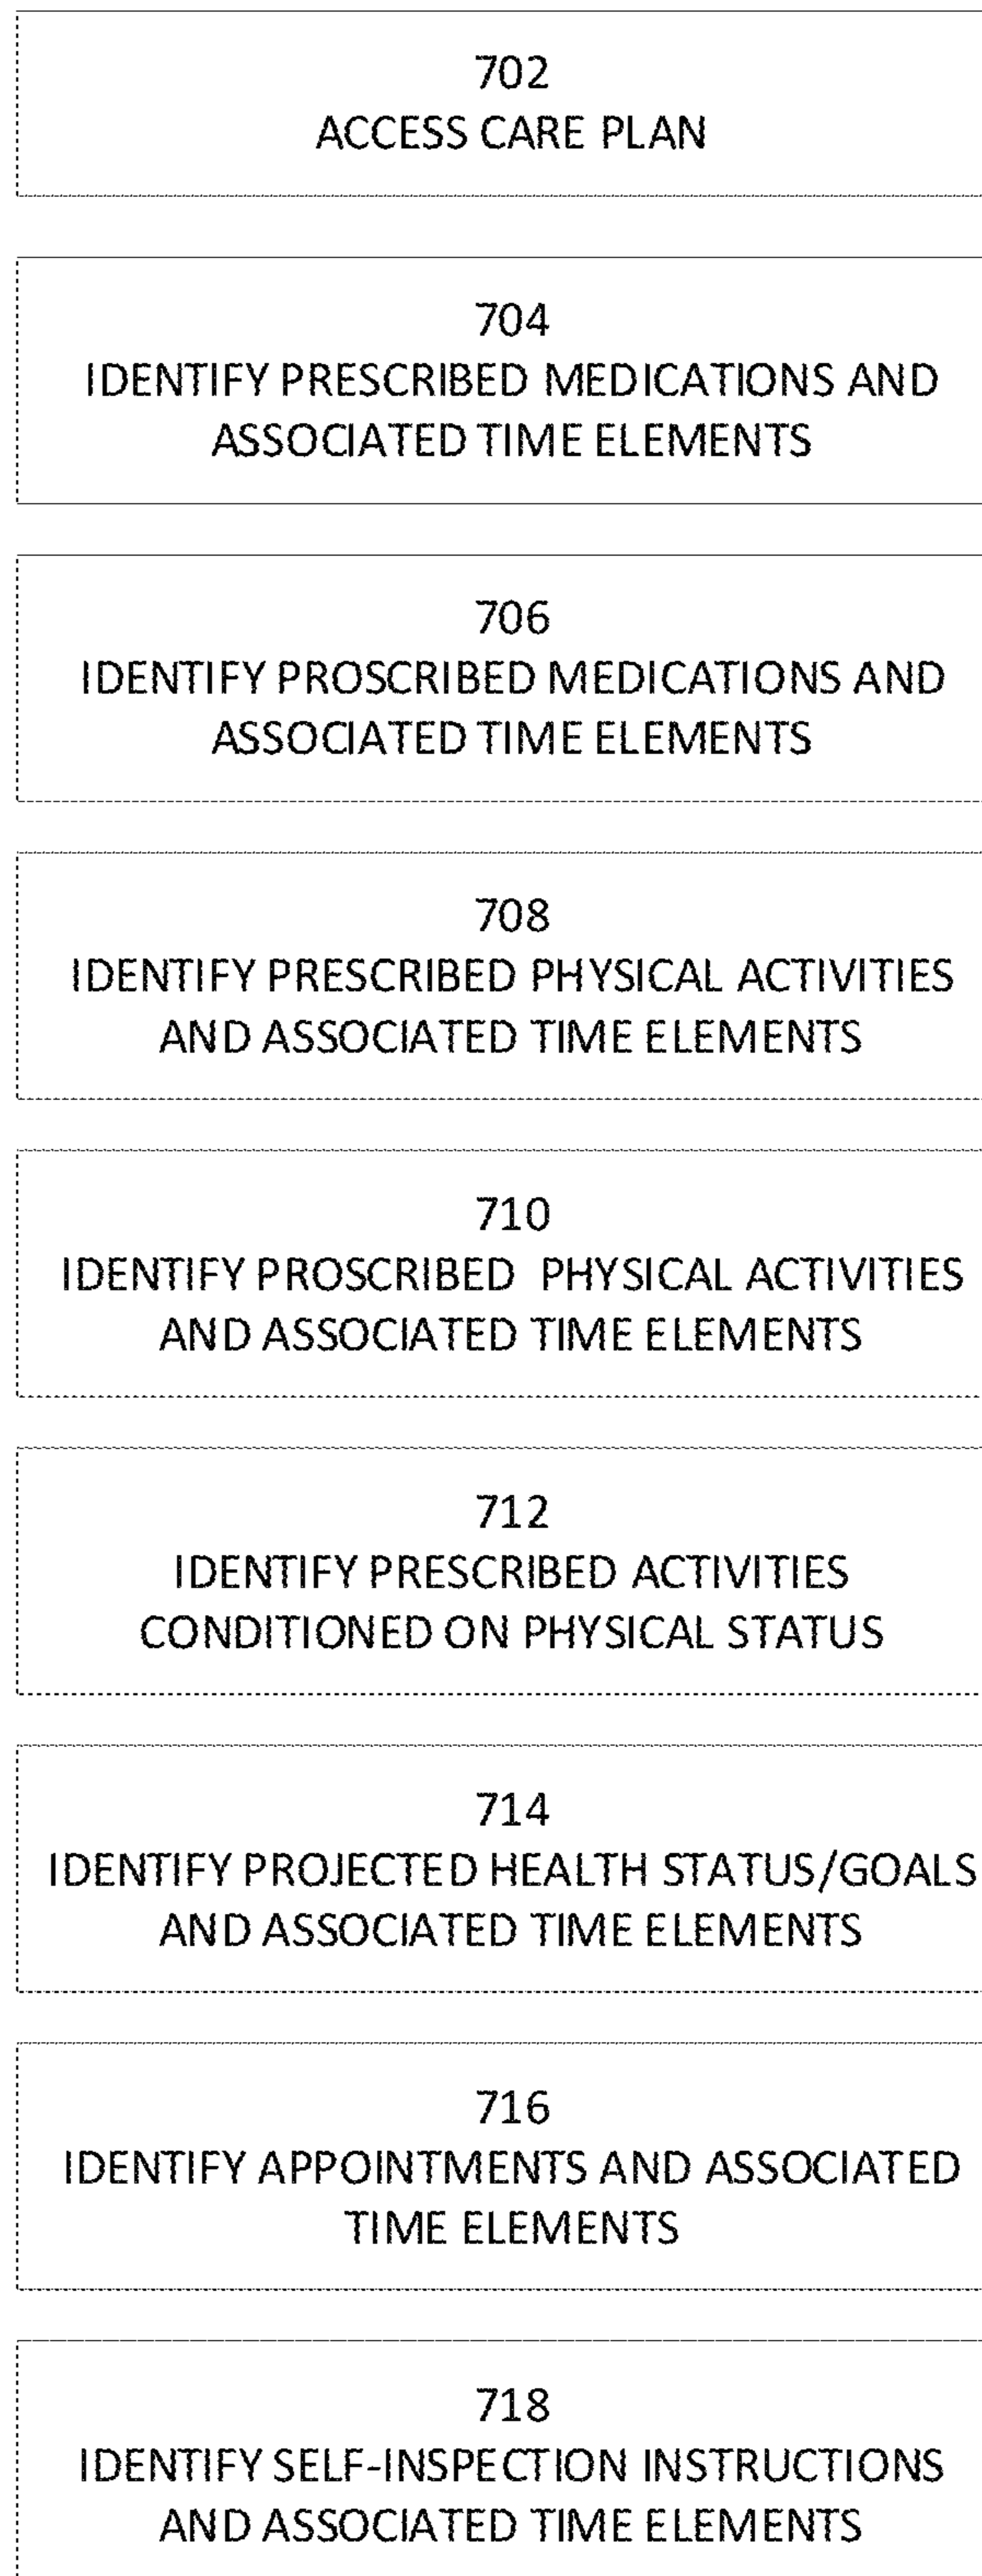 702
ACCESS CARE PLAN
704
IDENTIFY PRESCRIBED MEDICATIONS AND
ASSOCIATED TIME ELEMENTS
706
IDENTIFY PROSCRIBED MEDICATIONS AND
ASSOCIATED TIME ELEMENTS
708
IDENTIFY PRESCRIBED PHYSICAL ACTIVITIES
AND ASSOCIATED TIME ELEMENTS
710
IDENTIFY PROSCRIBED PHYSICAL ACTIVITIES
AND ASSOCIATED TIME ELEMENTS
712
IDENTIFY PRESCRIBED ACTIVITIES
CONDITIONED ON PHYSICAL STATUS
714
IDENTIFY PROJECTED HEALTH STATUS/GOALS
AND ASSOCIATED TIME ELEMENTS
716
IDENTIFY APPOINTMENTS AND ASSOCIATED
TIME ELEMENTS
718
IDENTIFY SELF-INSPECTION INSTRUCTIONS
AND ASSOCIATED TIME ELEMENTS